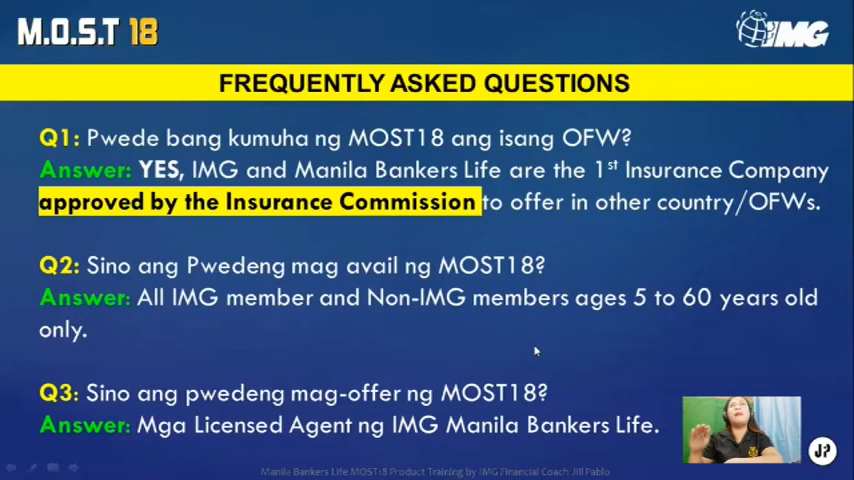 M.O.S.T 18
IMG
FREQUENTLY ASKED QUESTIONS
Q1: Pwede bang kumuha ng MOST18 ang isang OFW?
Answer: YES, IMG and Manila Bankers Life are the 1st Insurance Company
approved by the Insurance Commission to offer in other country/OFWs.
Q2: Sino ang Pwedeng mag avail ng MOST18?
Answer: All IMG member and Non-IMG members ages 5 to 60 years old
only.
Q3: Sino ang pwedeng mag-offer ng MOST18?
Answer: Mga Licensed Agent ng IMG Manila Bankers Life.
JP
Manila Bankers Life MOST18 Product Training by IMG Financial Coach Jill Pablo